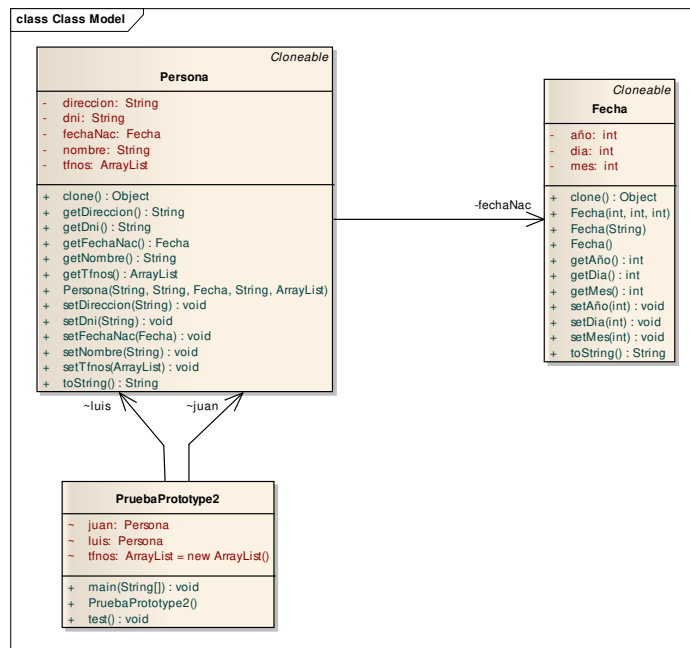 class Class Model
Cloneable
Persona
- direccion: String
- dni: String
- fechaNac: Fecha
- nombre: String
- tfnos: ArrayList
+ clone() : Object
+ getDireccion() : String
+ getDni() : String
+ getFechaNac() : Fecha
+ getNombre() : String
+ getTfnos() : ArrayList
+ Persona(String, String, Fecha, String, ArrayList)
+ setDireccion(String) : void
+ setDni(String) : void
+ setFechaNac(Fecha) : void
+ setNombre(String) : void
+ setTfnos(ArrayList) : void
+ toString() : String
-fechaNac
Cloneable
Fecha
- año: int
- dia: int
- mes: int
+ clone() : Object
+ Fecha(int, int, int)
+ Fecha(String)
+ Fecha()
+ getAño() : int
+ getDia() : int
+ getMes() : int
+ setAño(int) : void
+ setDia(int) : void
+ setMes(int) : void
+ toString() : String
~luis
~juan
PruebaPrototype2
~ juan: Persona
~ luis: Persona
~ tfnos: ArrayList = new ArrayList()
+ main(String[]) : void
+ PruebaPrototype2()
+ test() : void